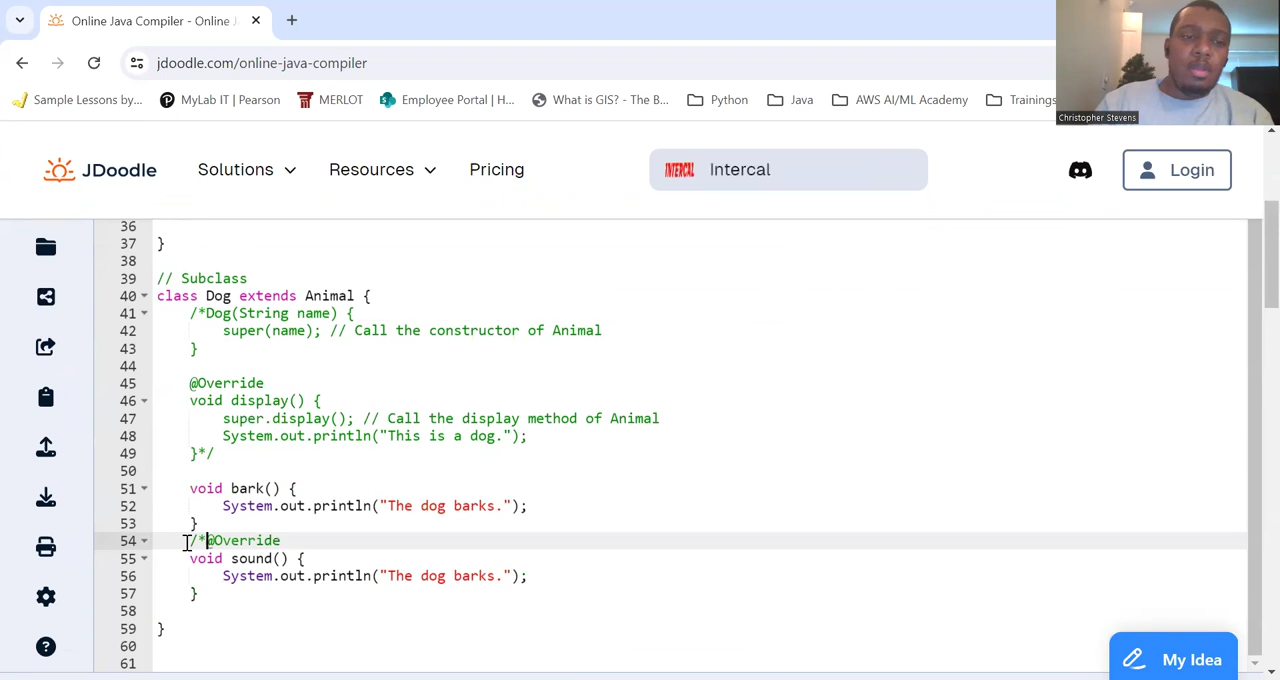 Online Java Compiler - Online J
jdoodle.com/online-java-compiler
Sample Lessons by...
MyLab IT | Pearson
MERLOT
Employee Portal | H...
What is GIS? - The B...
Python
Java
AWS AI/ML Academy
Trainings
Christopher Stevens
JDoodle
Solutions
Resources
Pricing
INTERCAL
Intercal
Login
36
37 }
38
39 // Subclass
40 class Dog extends Animal {
41 /*Dog(String name) {
42 super(name); // Call the constructor of Animal
43 }
44
45 @Override
46 void display() {
47 super.display(); // Call the display method of Animal
48 System.out.println("This is a dog.");
49 }*/
50
51 void bark() {
52 System.out.println("The dog barks.");
53 }
54 /*@Override
55 void sound() {
56 System.out.println("The dog barks.");
57 }
58
59 }
60
61
My Idea